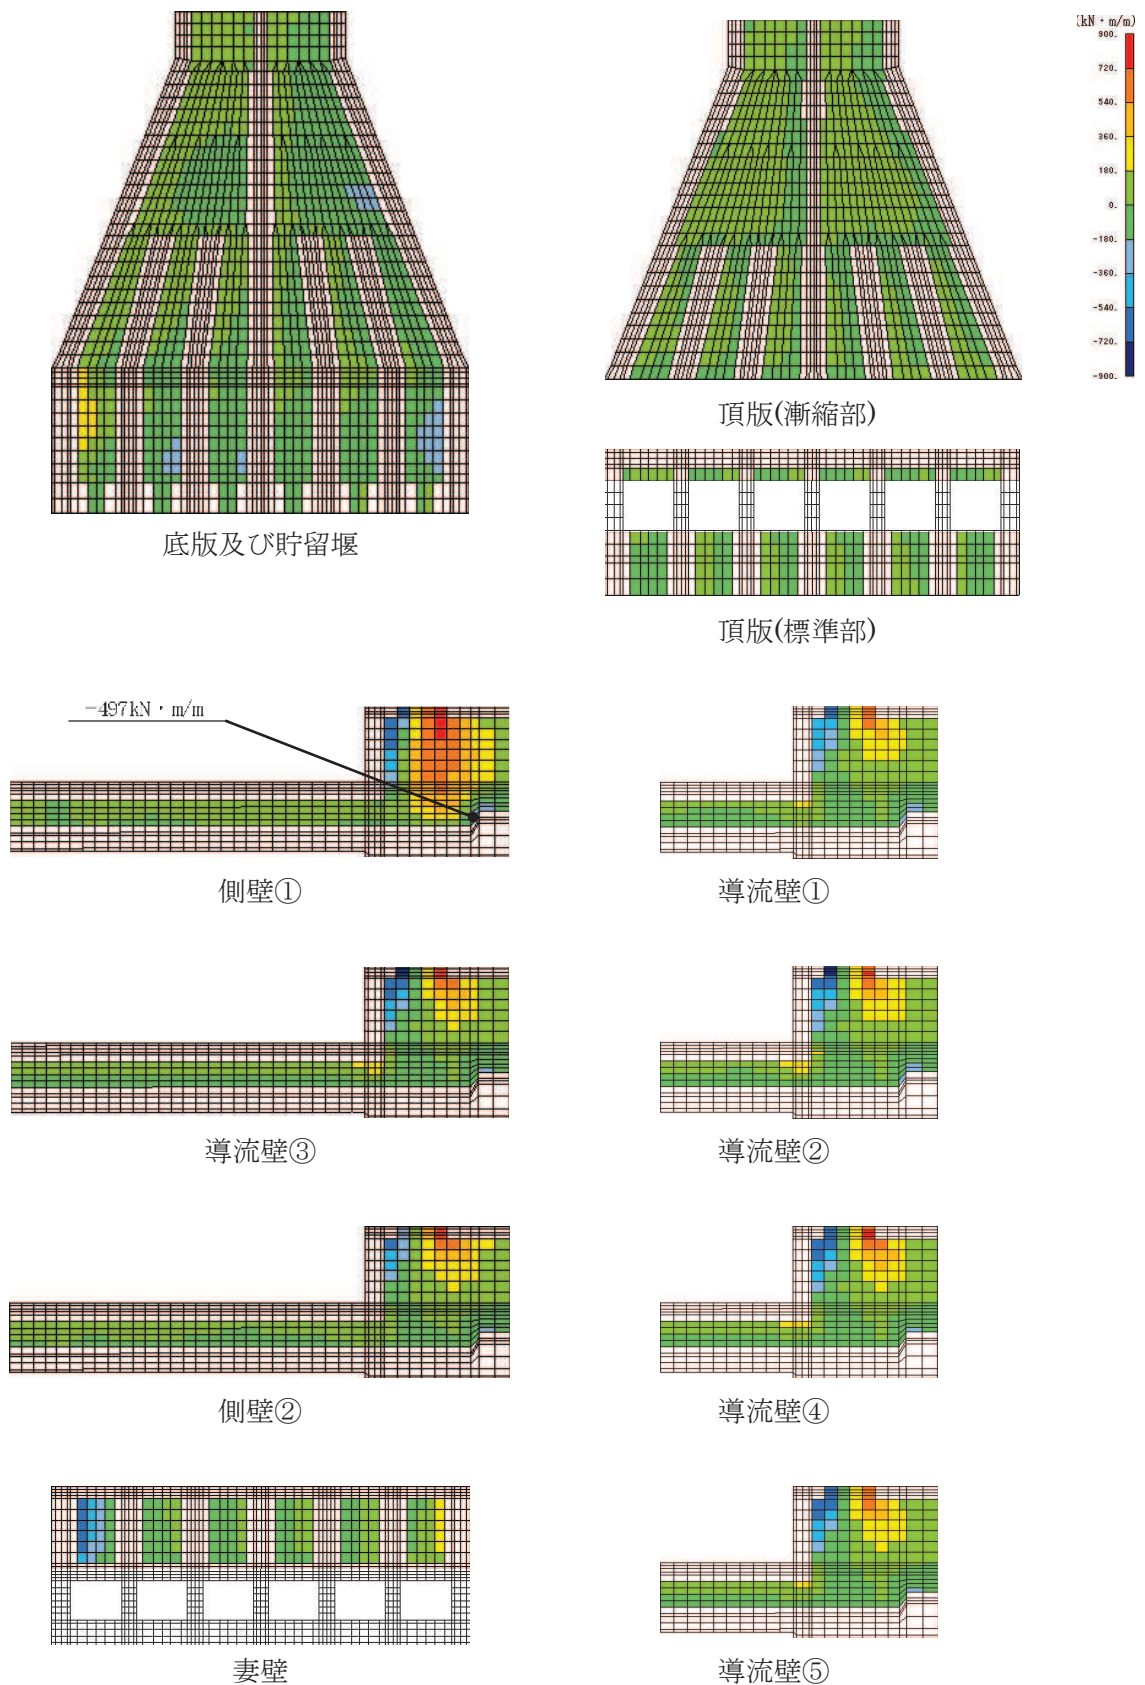 (kN・m/m)
900.
720.
540.
360.
180.
0.
-180.
-360.
-540.
-720.
-900.
頂版(漸縮部)
底版及び貯留堰
頂版(標準部)
-497kN・m/m
側壁①
導流壁①
導流壁③
導流壁②
側壁②
導流壁④
妻壁
導流壁⑤